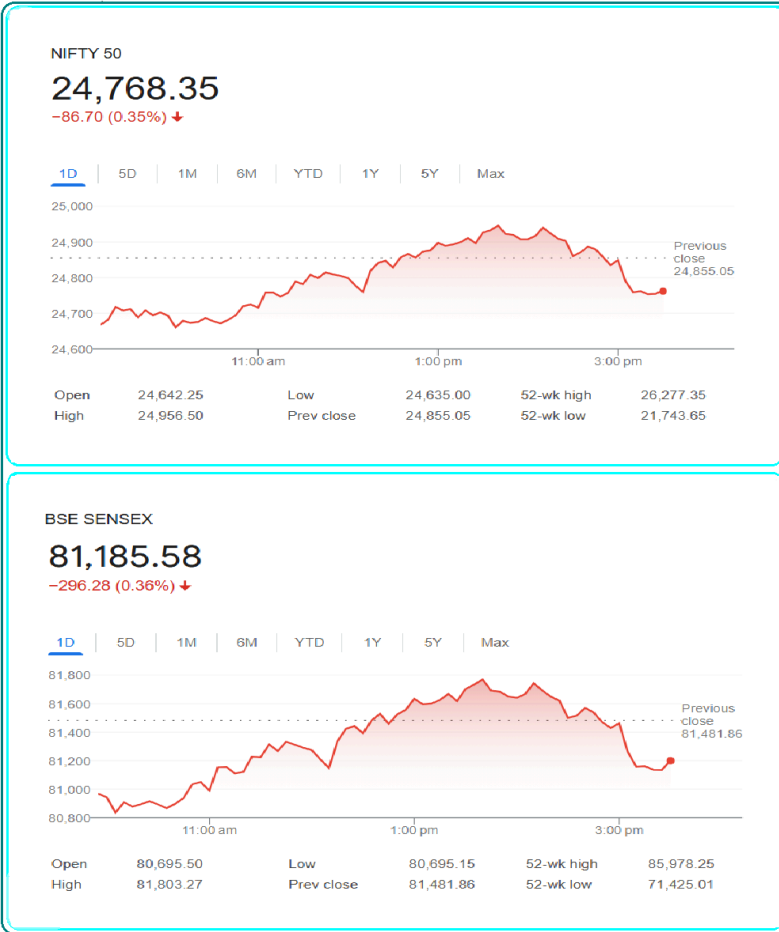 NIFTY 50
24,768.35
−86.70 (0.35%) ↓
1D 5D 1M 6M YTD 1Y 5Y Max
25,000
24,900
24,800
24,700
24,600
Previous
close
24,855.05
11:00 am 1:00 pm 3:00 pm
Open 24,642.25 Low 24,635.00 52-wk high 26,277.35
High 24,956.50 Prev close 24,855.05 52-wk low 21,743.65
BSE SENSEX
81,185.58
−296.28 (0.36%) ↓
1D 5D 1M 6M YTD 1Y 5Y Max
81,800
81,600
81,400
81,200
81,000
80,800
Previous
close
81,481.86
11:00 am 1:00 pm 3:00 pm
Open 80,695.50 Low 80,695.15 52-wk high 85,978.25
High 81,803.27 Prev close 81,481.86 52-wk low 71,425.01